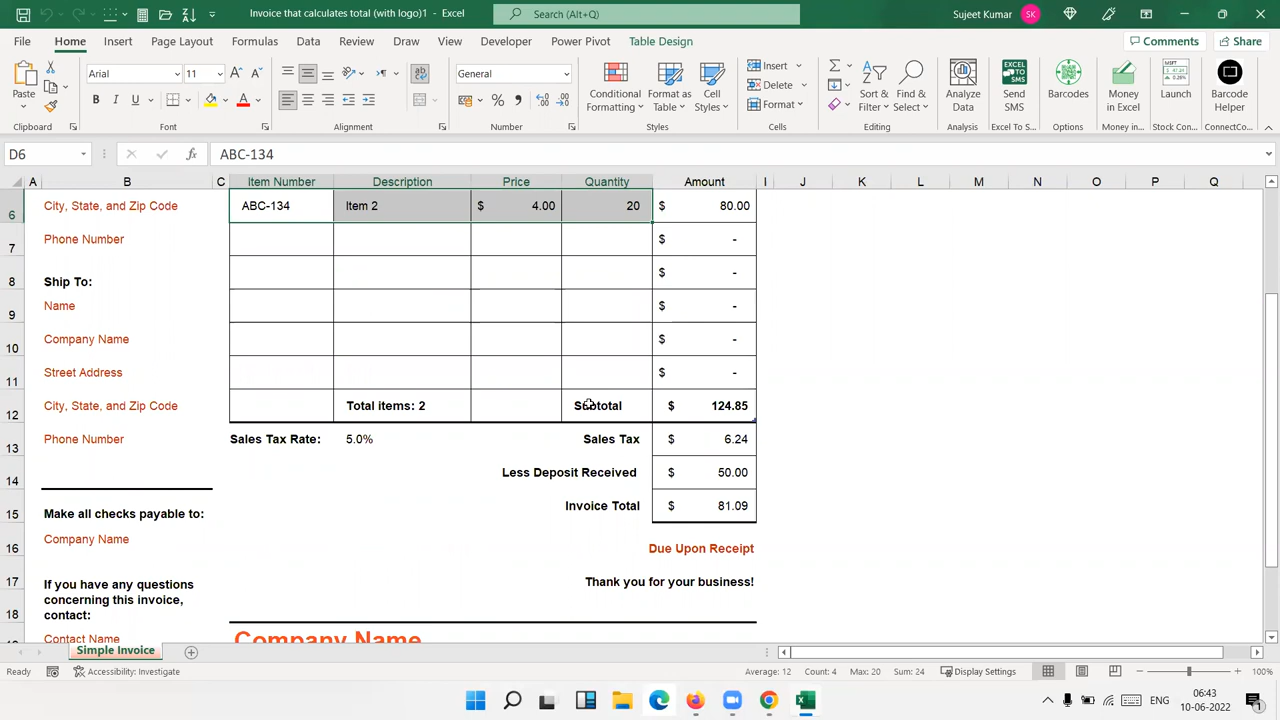 Invoice that calculates total (with logo)1 - Excel
Search (Alt+Q)
Sujeet Kumar
SK
File Home Insert Page Layout Formulas Data Review View Developer Power Pivot Table Design
Comments Share
Paste
Arial 11
General
Conditional Formatting
Format as Table
Cell Styles
Insert
Delete
Format
Sort & Filter
Find & Select
Analyze Data
Send SMS
Barcodes
Money in Excel
Launch
Barcode Helper
Clipboard Font Alignment Number Styles Cells Editing Analysis Excel To S... Options Money in... Stock Con... ConnectCo...
D6 ABC-134
A B C Item Number Description Price Quantity Amount I J K L M N O P Q
6 City, State, and Zip Code ABC-134 Item 2 $ 4.00 20 $ 80.00
7 Phone Number $ -
8 Ship To: $ -
9 Name $ -
10 Company Name $ -
11 Street Address $ -
12 City, State, and Zip Code Total items: 2 Subtotal $ 124.85
13 Phone Number Sales Tax Rate: 5.0% Sales Tax $ 6.24
14 Less Deposit Received $ 50.00
15 Make all checks payable to: Invoice Total $ 81.09
16 Company Name Due Upon Receipt
17 If you have any questions concerning this invoice, Thank you for your business!
18 contact:
Contact Name Company Name
Simple Invoice
Ready Accessibility: Investigate Average: 12 Count: 4 Max: 20 Sum: 24 Display Settings 100%
ENG
06:43
10-06-2022
1